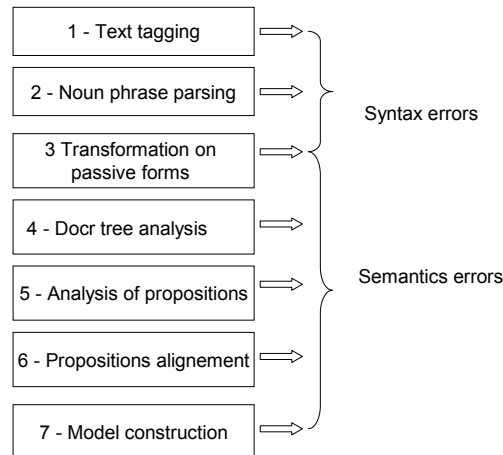 1 - Text tagging
2 - Noun phrase parsing
Syntax errors
3 Transformation on
passive forms
4 - Docr tree analysis
5 - Analysis of propositions
Semantics errors
6 - Propositions alignement
7 - Model construction